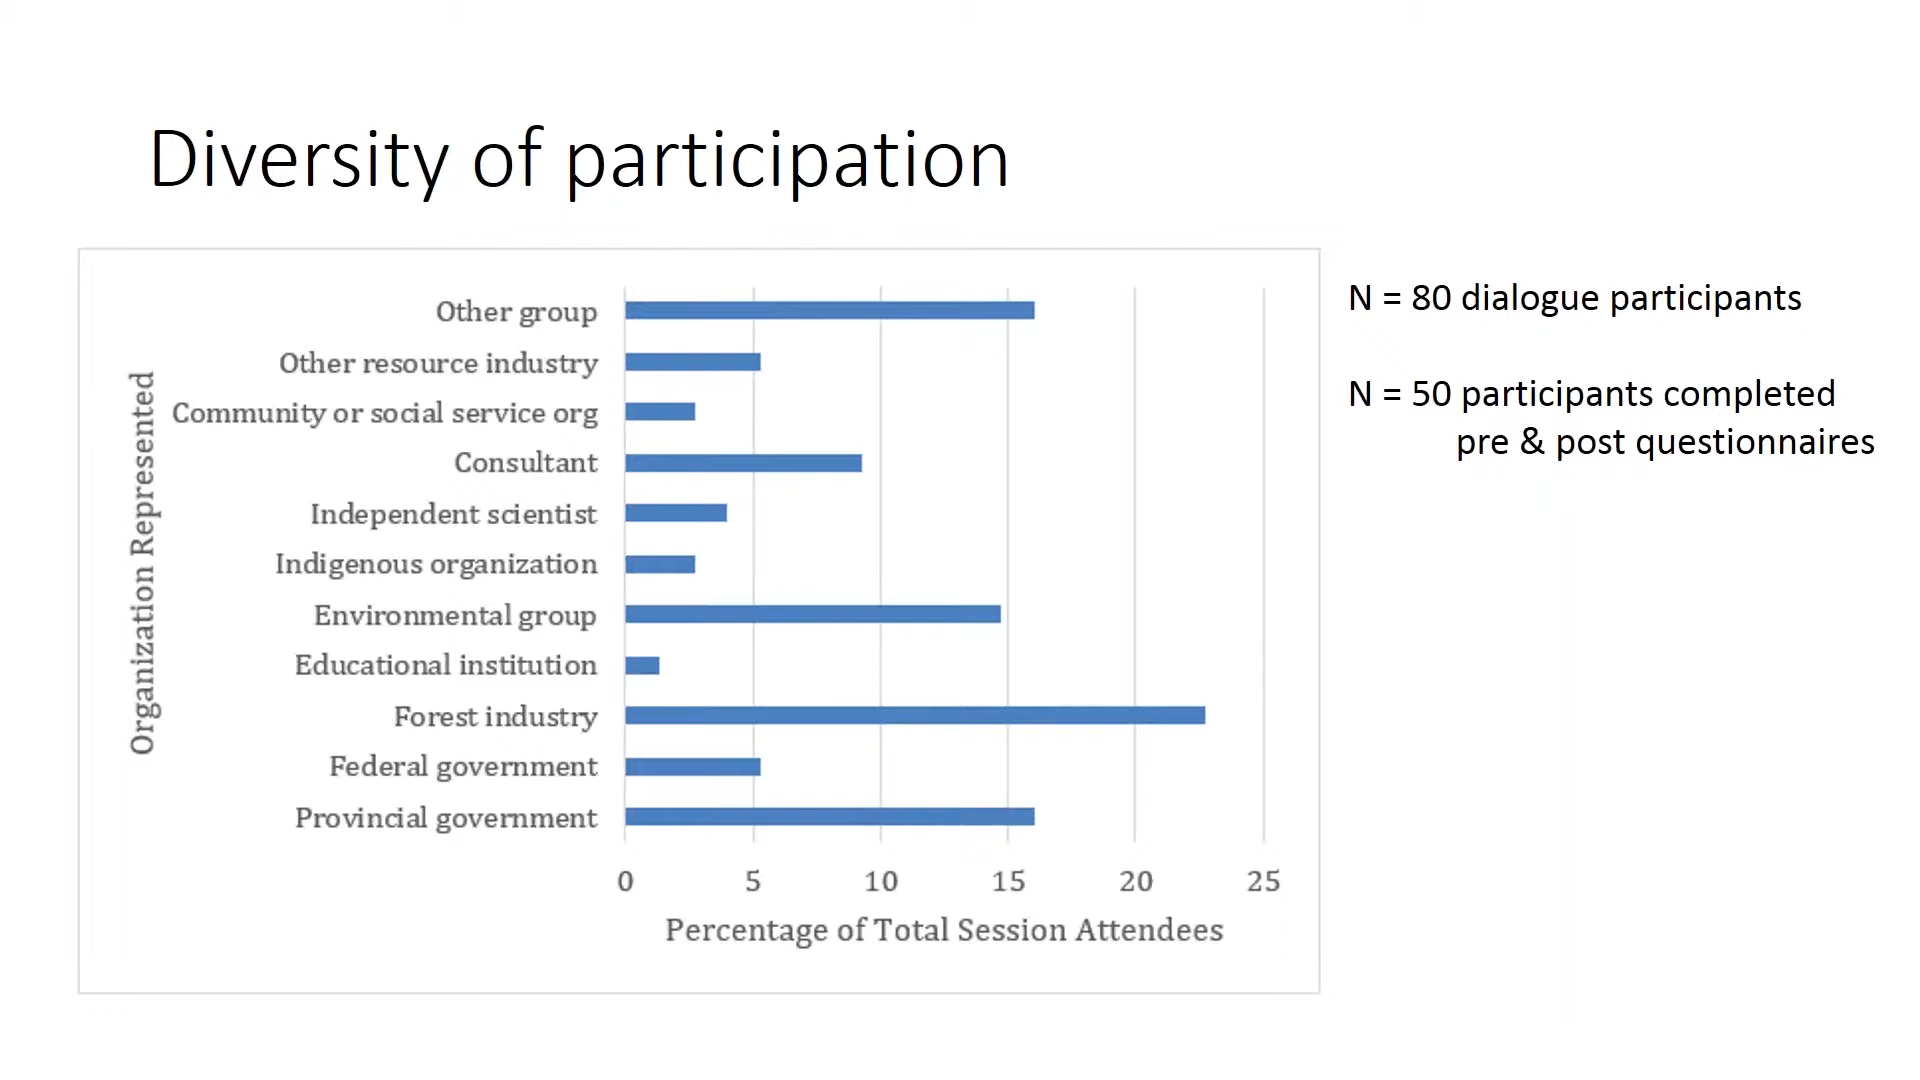 Diversity of participation
N = 80 dialogue participants
N = 50 participants completed
pre & post questionnaires
Organization Represented
Other group
Other resource industry
Community or social service org
Consultant
Independent scientist
Indigenous organization
Environmental group
Educational institution
Forest industry
Federal government
Provincial government
0 5 10 15 20 25
Percentage of Total Session Attendees